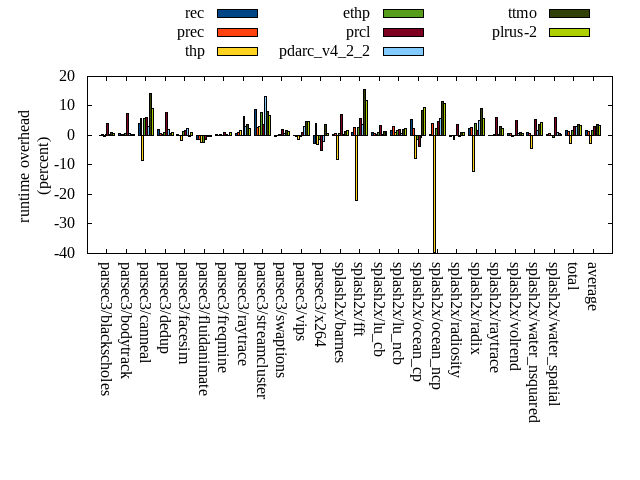 rec
prec
thp
ethp
prcl
pdarc_v4_2_2
ttmo
plrus-2
runtime overhead
(percent)
20
10
0
-10
-20
-30
-40
parsec3/blackscholes
parsec3/bodytrack
parsec3/canneal
parsec3/dedup
parsec3/facesim
parsec3/fluidanimate
parsec3/freqmine
parsec3/raytrace
parsec3/streamcluster
parsec3/swaptions
parsec3/vips
parsec3/x264
splash2x/barnes
splash2x/fft
splash2x/lu_cb
splash2x/lu_ncb
splash2x/ocean_cp
splash2x/ocean_ncp
splash2x/radiosity
splash2x/radix
splash2x/raytrace
splash2x/volrend
splash2x/water_nsquared
splash2x/water_spatial
total
average